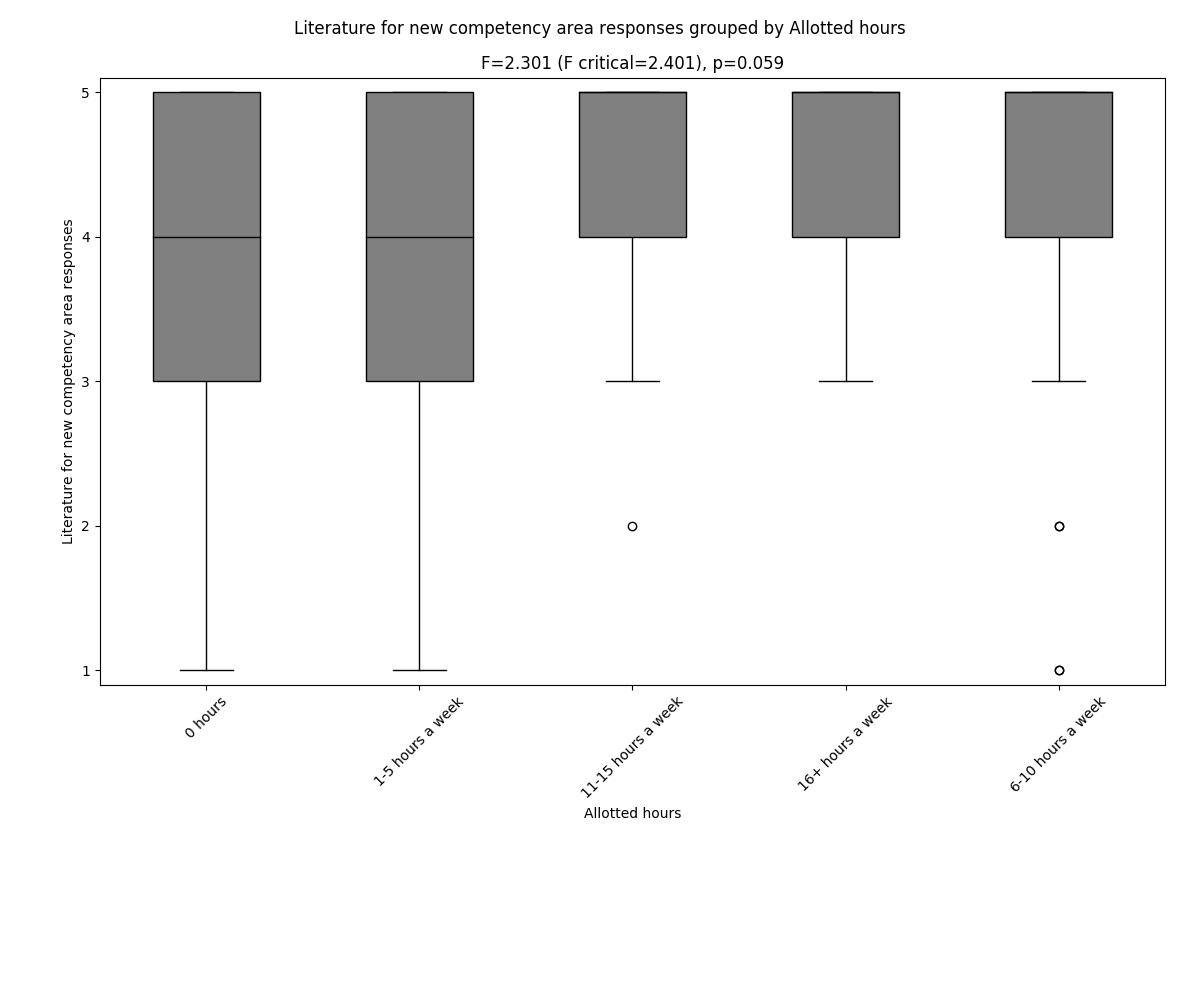 Literature for new competency area responses grouped by Allotted hours
F=2.301 (F critical=2.401), p=0.059
Literature for new competency area responses
5
4
3
2
1
0 hours
1-5 hours a week
11-15 hours a week
16+ hours a week
6-10 hours a week
Allotted hours